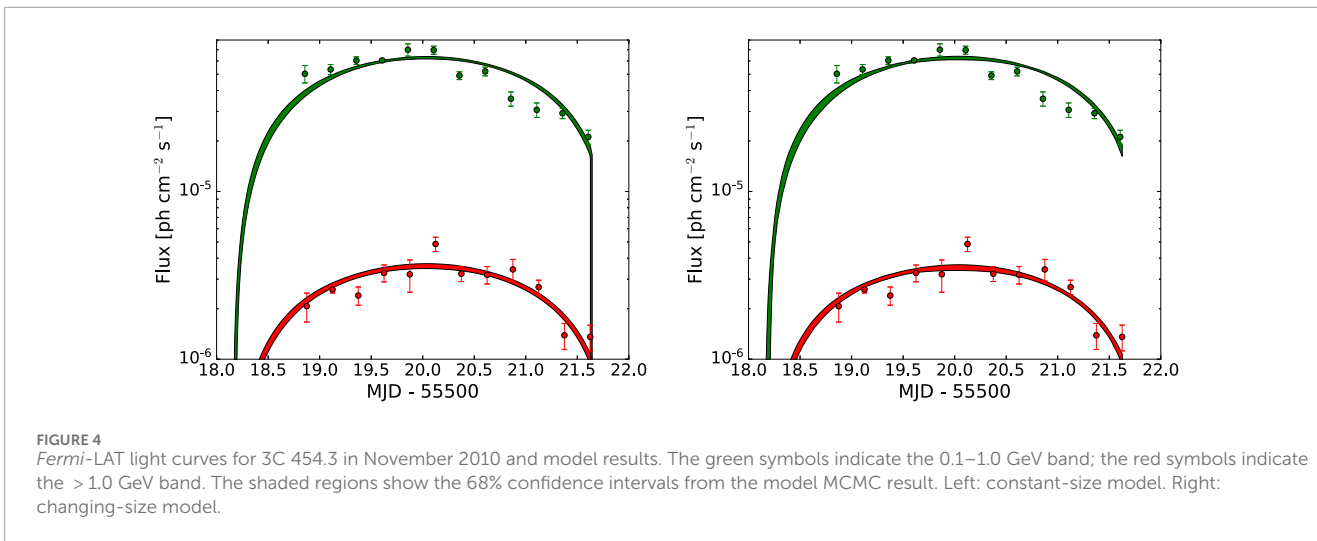 Flux [ph cm⁻² s⁻¹]
10⁻⁵
10⁻⁶
18.0 18.5 19.0 19.5 20.0 20.5 21.0 21.5 22.0
MJD - 55500
Flux [ph cm⁻² s⁻¹]
10⁻⁵
10⁻⁶
18.0 18.5 19.0 19.5 20.0 20.5 21.0 21.5 22.0
MJD - 55500
FIGURE 4
Fermi-LAT light curves for 3C 454.3 in November 2010 and model results. The green symbols indicate the 0.1–1.0 GeV band; the red symbols indicate
the >1.0 GeV band. The shaded regions show the 68% confidence intervals from the model MCMC result. Left: constant-size model. Right:
changing-size model.